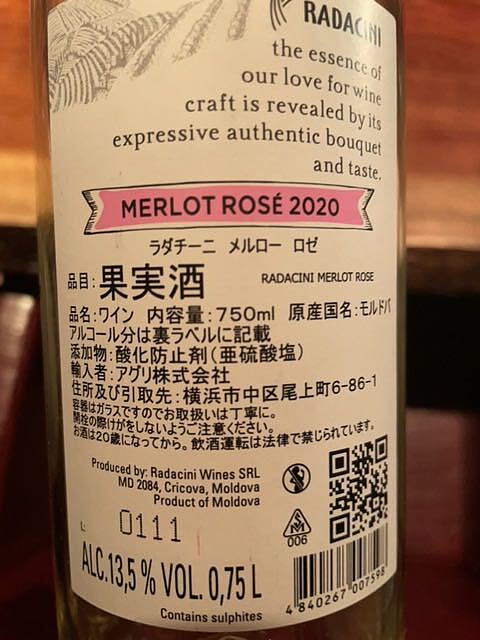 RADACINI
the essence of
our love for wine
craft is revealed by its
expressive authentic bouquet
and taste.
MERLOT ROSÉ 2020
ラダチーニ メルロー ロゼ
品目:果実酒 RADACINI MERLOT ROSE
品名:ワイン 内容量:750ml 原産国名:モルドバ
アルコール分は裏ラベルに記載
添加物:酸化防止剤(亜硫酸塩)
輸入者:アグリ株式会社
住所及び引取先:横浜市中区尾上町6-86-1
容器はガラスですのでお取扱いは丁寧に。
開栓の際けがをしないようご注意ください。
お酒は20歳になってから。飲酒運転は法律で禁じられています。
Produced by: Radacini Wines SRL
MD 2084, Cricova, Moldova
Product of Moldova
L: 0111
006
ALC.13,5 % VOL. 0,75 L
4 840267 007598
Contains sulphites